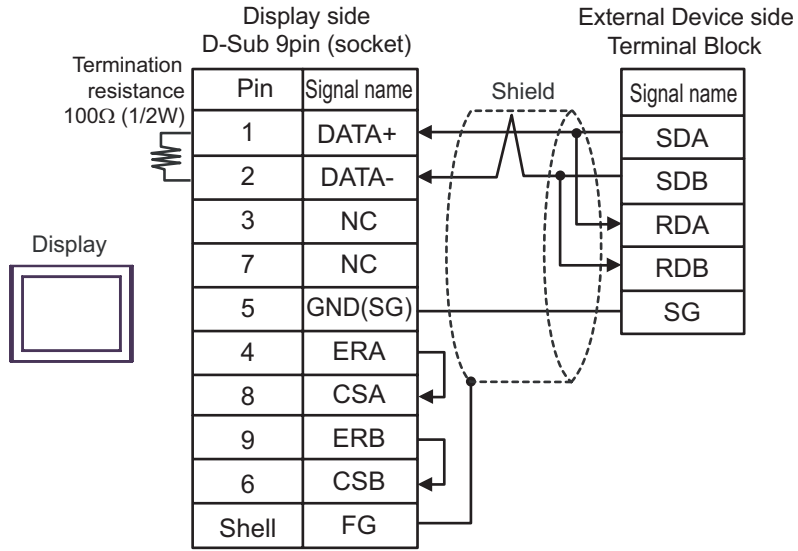 Display side
D-Sub 9pin (socket)
External Device side
Terminal Block
Termination
resistance
100Ω (1/2W)
Pin Signal name
Shield
Signal name
1 DATA+
SDA
2 DATA-
SDB
3 NC
RDA
Display
7 NC
RDB
5 GND(SG)
SG
4 ERA
8 CSA
9 ERB
6 CSB
Shell FG